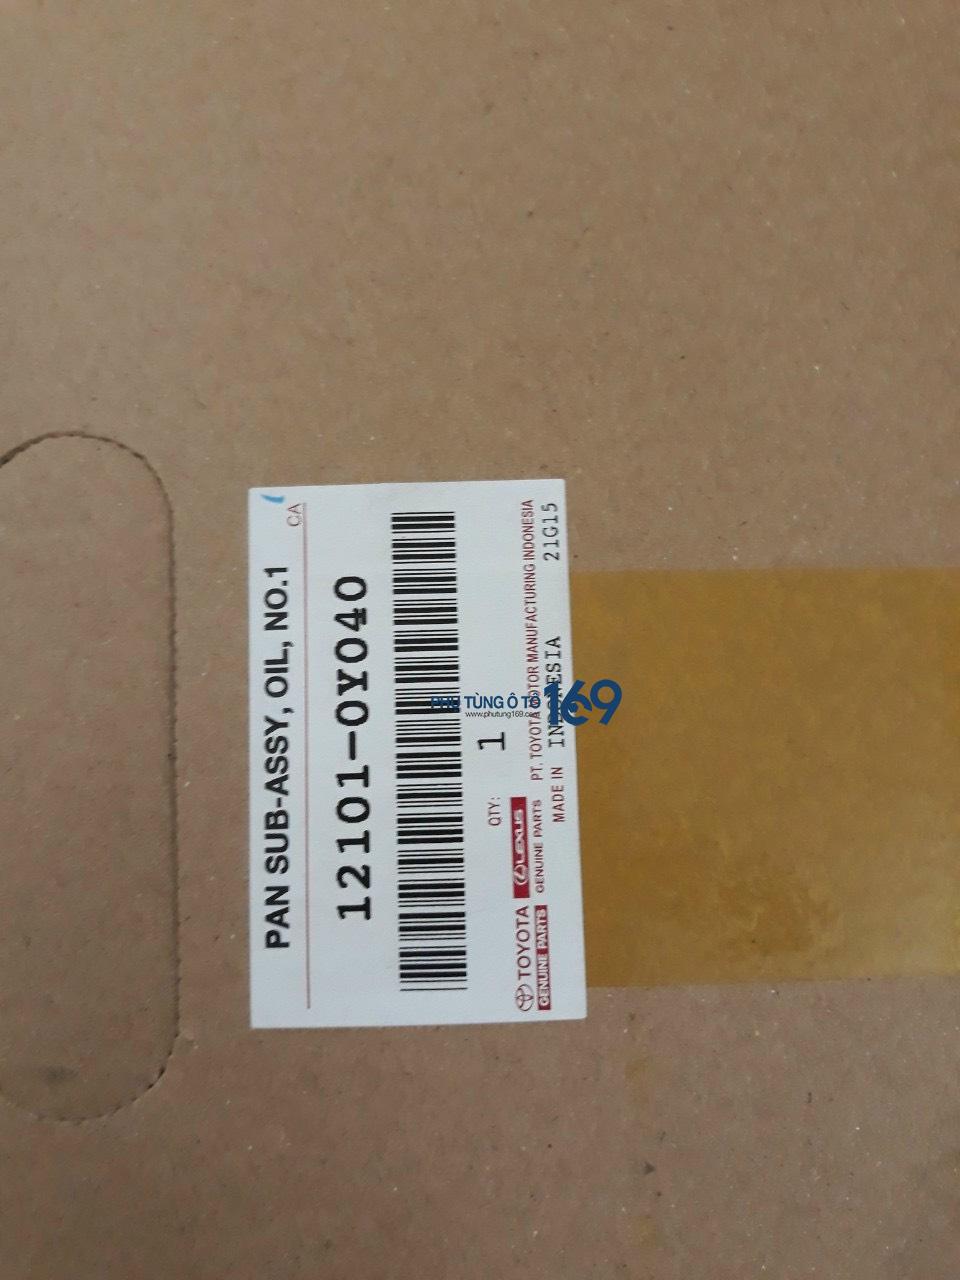 CA
PAN SUB-ASSY, OIL, NO.1
12101-0Y040
QTY: 1
TOYOTA
GENUINE PARTS
LEXUS
GENUINE PARTS
PT. TOYOTA MOTOR MANUFACTURING INDONESIA
MADE IN INDONESIA 21G15
PHỤ TÙNG Ô TÔ 169
www.phutung169.com